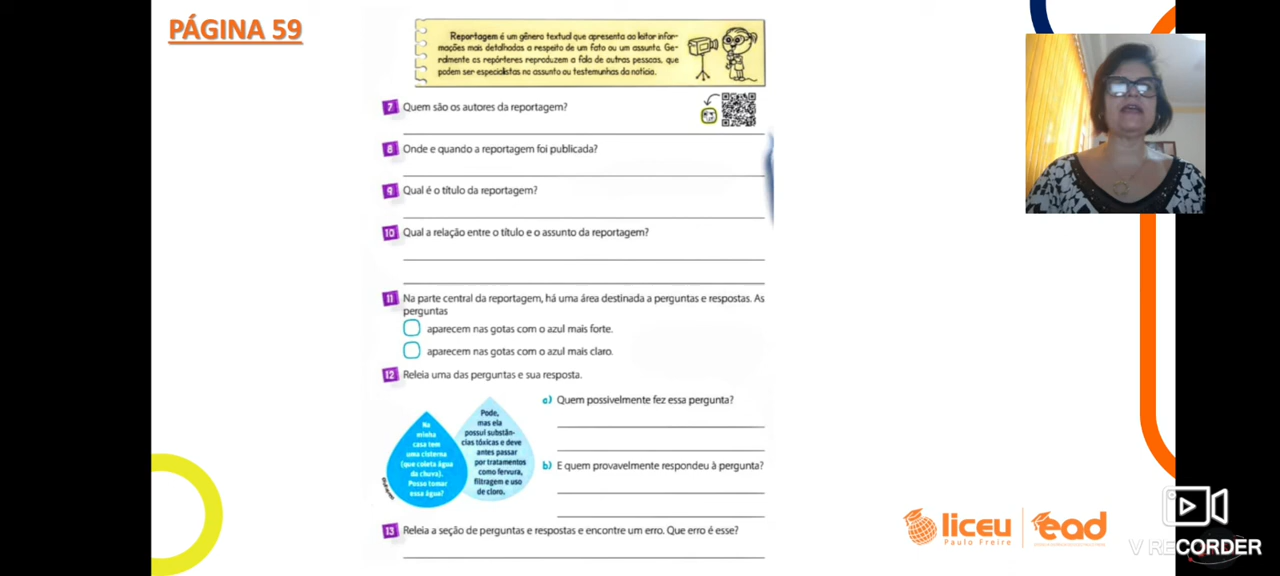 PÁGINA 59
Reportagem é um gênero textual que apresenta ao leitor infor-
mações mais detalhadas a respeito de um fato ou um assunto. Ge-
ralmente os repórteres reproduzem a fala de outras pessoas, que
podem ser especialistas no assunto ou testemunhas da notícia.
7 Quem são os autores da reportagem?
8 Onde e quando a reportagem foi publicada?
9 Qual é o título da reportagem?
10 Qual a relação entre o título e o assunto da reportagem?
11 Na parte central da reportagem, há uma área destinada a perguntas e respostas. As
perguntas
aparecem nas gotas com o azul mais forte.
aparecem nas gotas com o azul mais claro.
12 Releia uma das perguntas e sua resposta.
Na
minha
casa tem
uma cisterna
(que coleta água
da chuva).
Posso tomar
essa água?
Pode,
mas ela
possui substân-
cias tóxicas e deve
antes passar
por tratamentos
como fervura,
filtragem e uso
de cloro.
a) Quem possivelmente fez essa pergunta?
b) E quem provavelmente respondeu à pergunta?
13 Releia a seção de perguntas e respostas e encontre um erro. Que erro é esse?
liceu
Paulo Freire
ead
V RECORDER